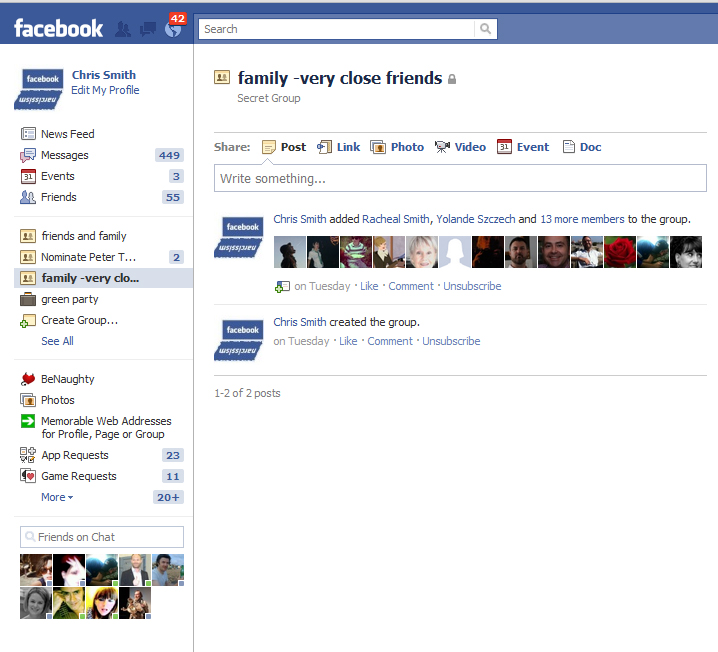 facebook
42
Search
facebook
narcissism
Chris Smith
Edit My Profile
News Feed
Messages 449
31 Events 3
Friends 55
friends and family
Nominate Peter T... 2
family -very clo...
green party
Create Group...
See All
BeNaughty
Photos
Memorable Web Addresses
for Profile, Page or Group
App Requests 23
Game Requests 11
More 20+
Friends on Chat
family -very close friends
Secret Group
Share: Post Link Photo Video 31 Event Doc
Write something...
facebook
narcissism
Chris Smith added Racheal Smith, Yolande Szczech and 13 more members to the group.
on Tuesday · Like · Comment · Unsubscribe
facebook
narcissism
Chris Smith created the group.
on Tuesday · Like · Comment · Unsubscribe
1-2 of 2 posts